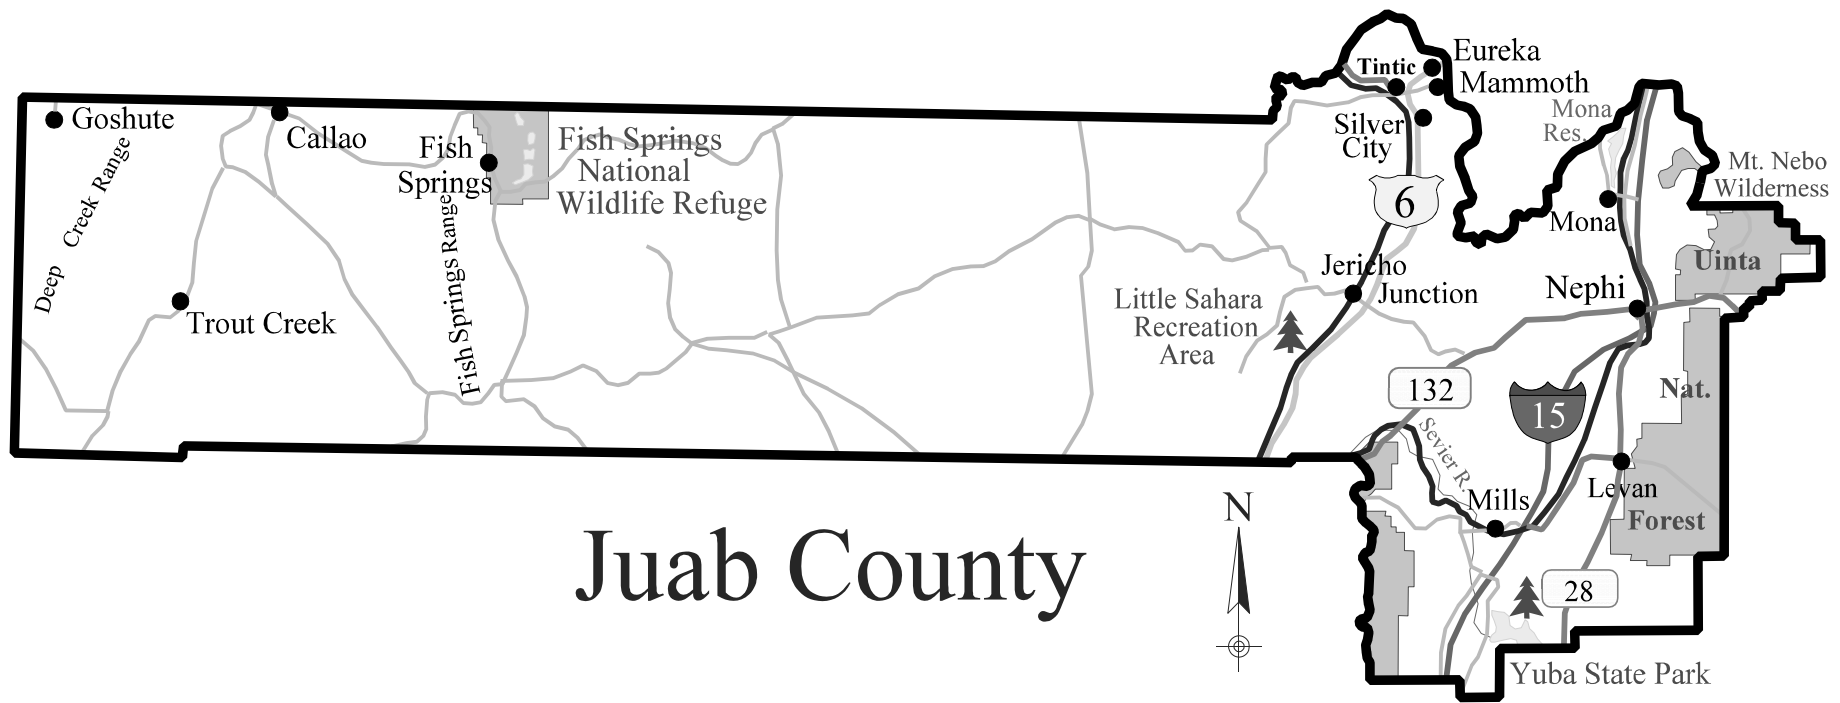 Eureka
Tintic
Mammoth
Goshute
Callao
Silver
City
Mona
Res.
Fish
Springs
Fish Springs
National
Wildlife Refuge
Mt. Nebo
Wilderness
Deep Creek Range
Fish Springs Range
6
Mona
Uinta
Jericho
Junction
Nephi
Trout Creek
Little Sahara
Recreation
Area
132
15
Nat.
Sevier R.
Mills
Levan
Forest
N
Juab County
28
Yuba State Park